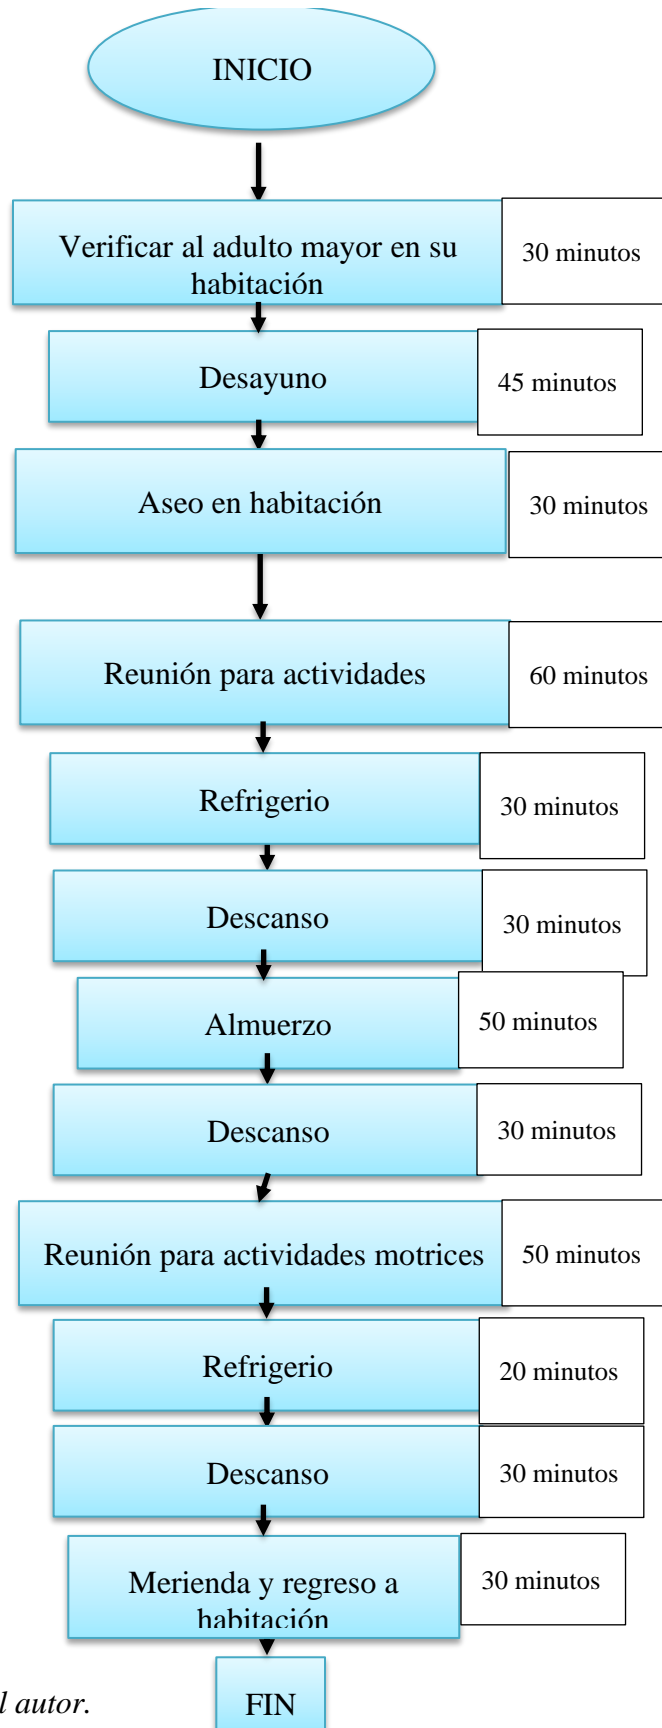 INICIO
Verificar al adulto mayor en su
habitación
30 minutos
Desayuno
45 minutos
Aseo en habitación
30 minutos
Reunión para actividades
60 minutos
Refrigerio
30 minutos
Descanso
30 minutos
Almuerzo
50 minutos
Descanso
30 minutos
Reunión para actividades motrices
50 minutos
Refrigerio
20 minutos
Descanso
30 minutos
Merienda y regreso a
habitación
30 minutos
FIN
l autor.